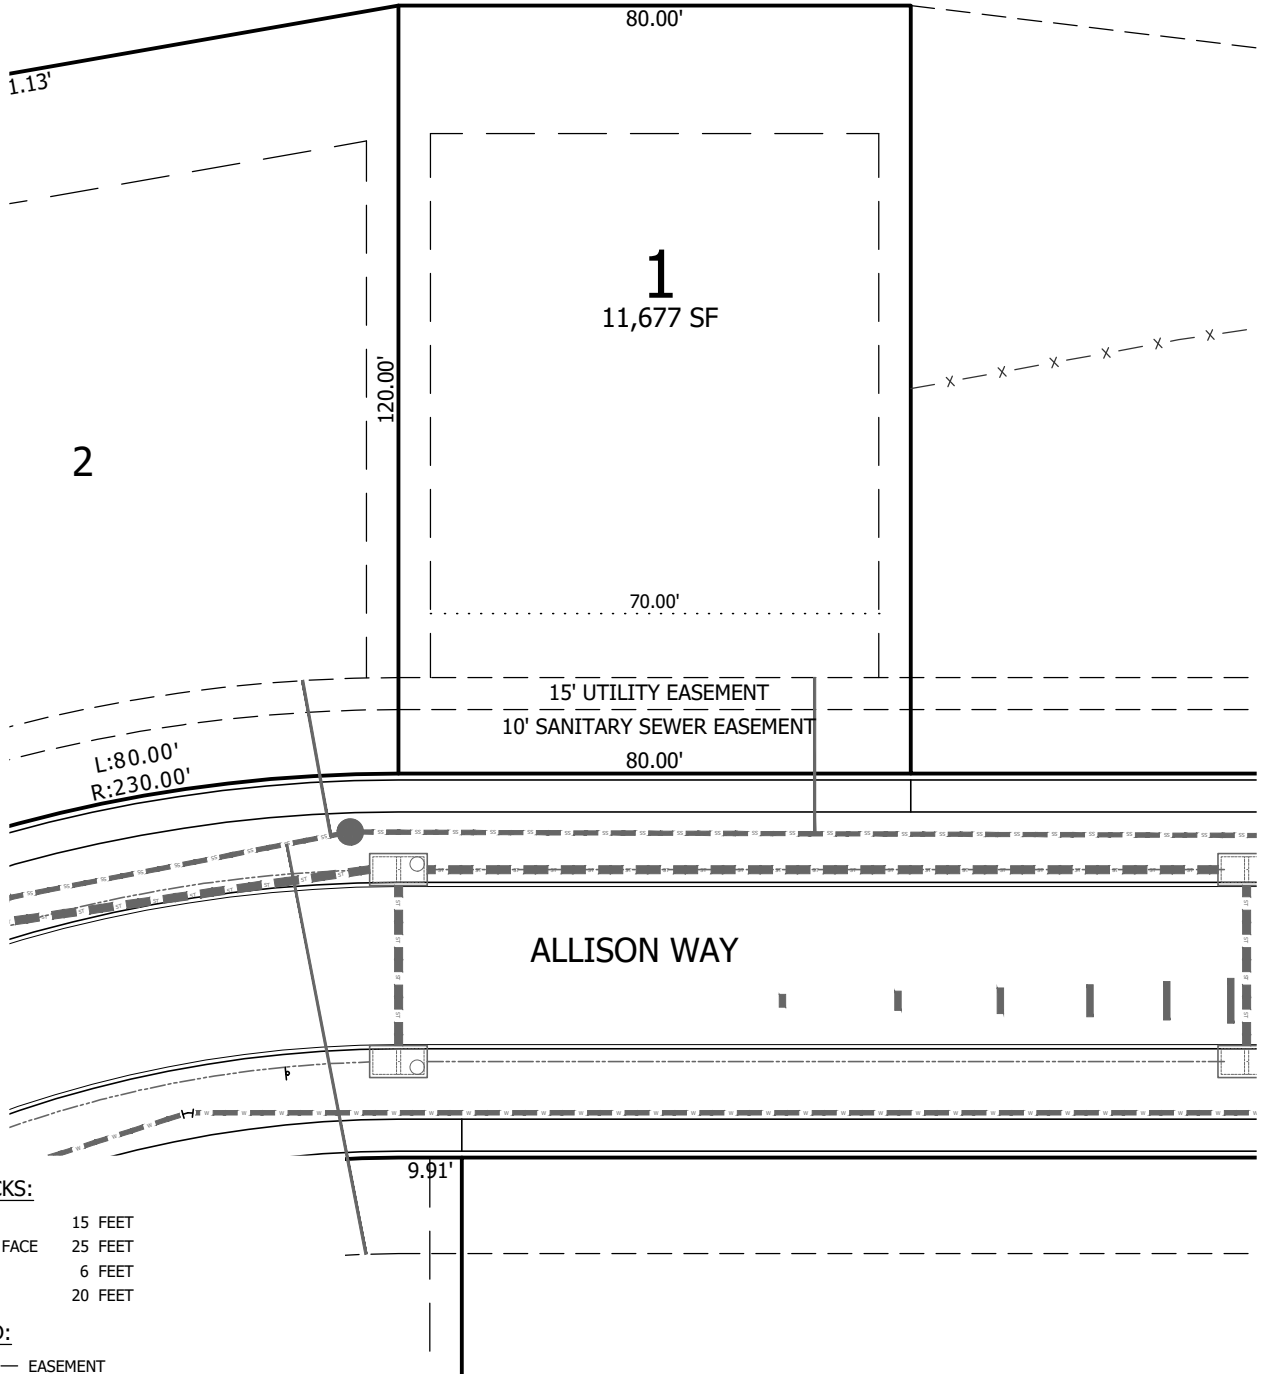 80.00'
1.13'
1
11,677 SF
120.00'
2
70.00'
15' UTILITY EASEMENT
10' SANITARY SEWER EASEMENT
80.00'
L:80.00'
R:230.00'
ALLISON WAY
9.91'
CKS:
15 FEET
FACE 25 FEET
6 FEET
20 FEET
D:
EASEMENT